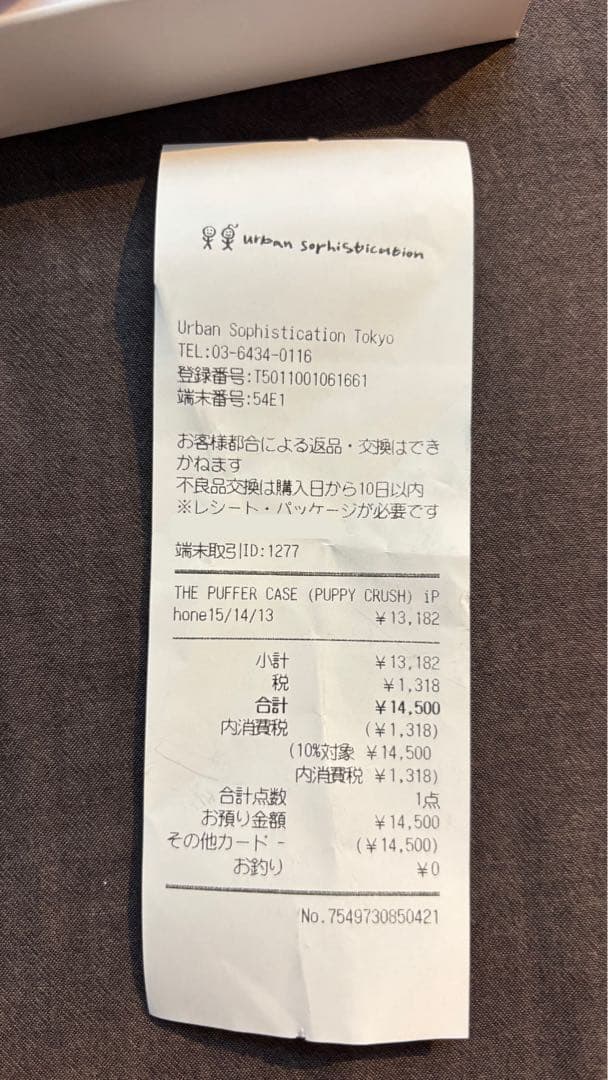 urban sophistication
Urban Sophistication Tokyo
TEL:03-6434-0116
登録番号:T5011001061661
端末番号:54E1
お客様都合による返品・交換はでき
かねます
不良品交換は購入日から10日以内
※レシート・パッケージが必要です
端末取引ID:1277
THE PUFFER CASE (PUPPY CRUSH) iP
hone15/14/13 ￥13,182
小計 ￥13,182
税 ￥1,318
合計 ￥14,500
内消費税 (￥1,318)
(10%対象 ￥14,500
内消費税 ￥1,318)
合計点数 1点
お預り金額 ￥14,500
その他カード - (￥14,500)
お釣り ￥0
No.7549730850421